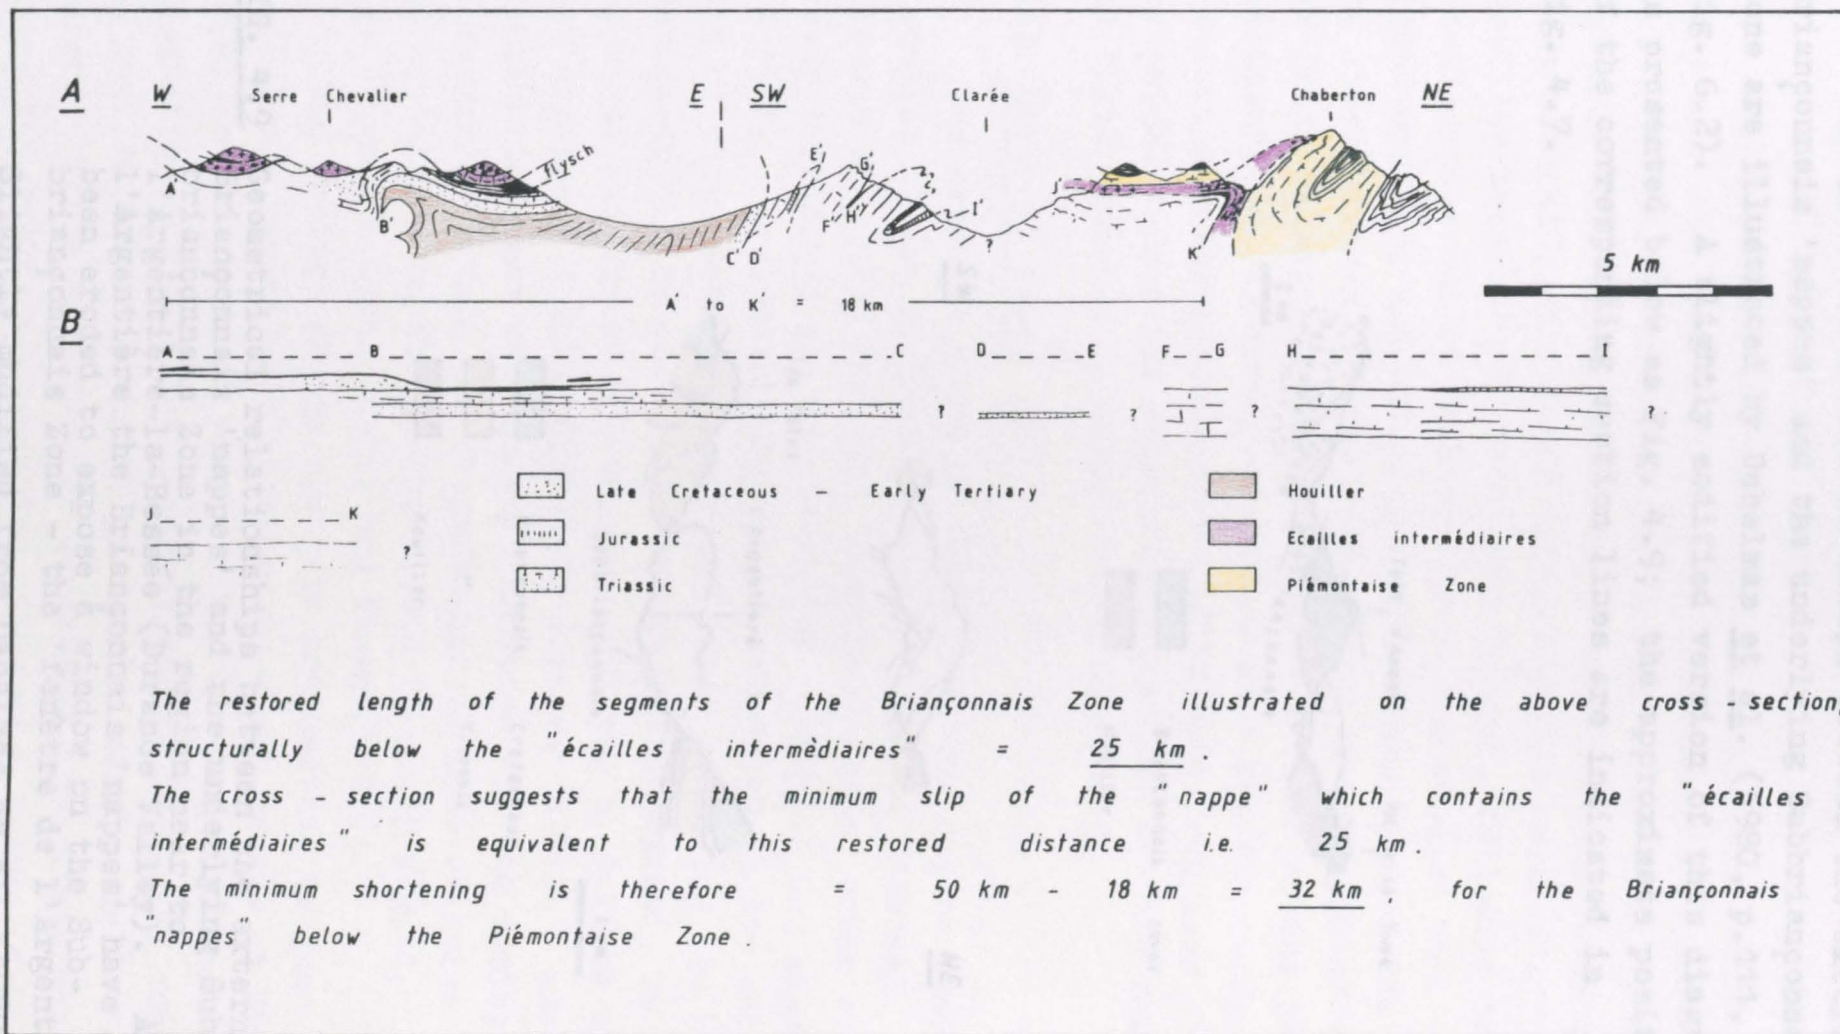 A W Serre Chevalier E SW Clarée Chaberton NE
flysch
A' B' C' D' E' F' G' H' I' J' K'
?
5 km
A' to K' = 18 km
B
A B C D E F G H I
? ? ? ?
J K
?
Late Cretaceous – Early Tertiary
Jurassic
Triassic
Houiller
Ecailles intermédiaires
Piémontaise Zone
The restored length of the segments of the Briançonnais Zone illustrated on the above cross - section,
structurally below the "écailles intermèdiaires" = 25 km .
The cross - section suggests that the minimum slip of the "nappe" which contains the "écailles
intermédiaires" is equivalent to this restored distance i.e. 25 km .
The minimum shortening is therefore = 50 km - 18 km = 32 km , for the Briançonnais
"nappes" below the Piémontaise Zone .